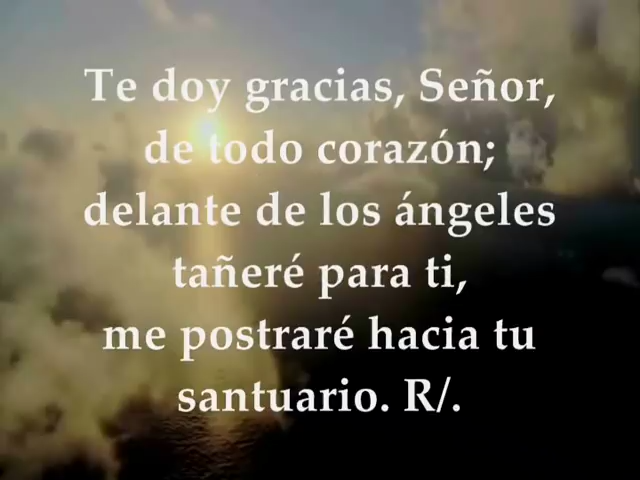 Te doy gracias, Señor,
de todo corazón;
delante de los ángeles
tañeré para ti,
me postraré hacia tu
santuario. R/.